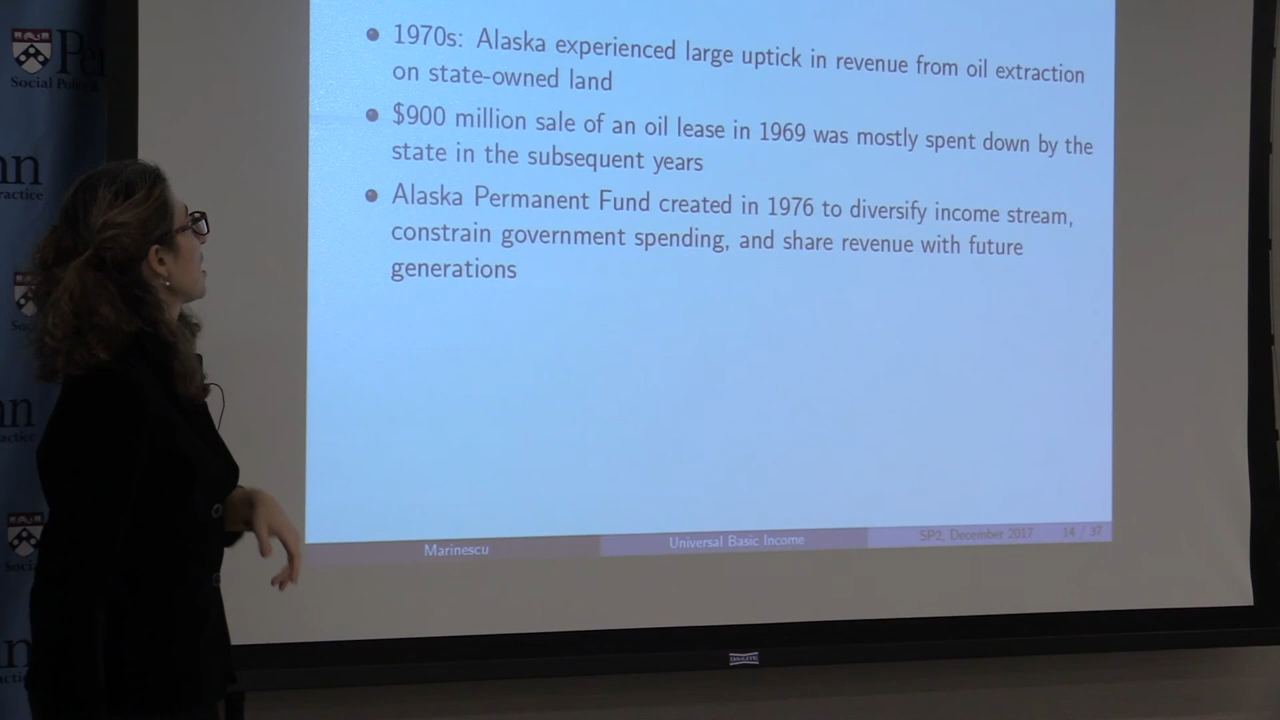 1970s: Alaska experienced large uptick in revenue from oil extraction
on state-owned land
$900 million sale of an oil lease in 1969 was mostly spent down by the
state in the subsequent years
Alaska Permanent Fund created in 1976 to diversify income stream,
constrain government spending, and share revenue with future
generations
Marinescu
Universal Basic Income
SP2, December 2017
14 / 37
Social